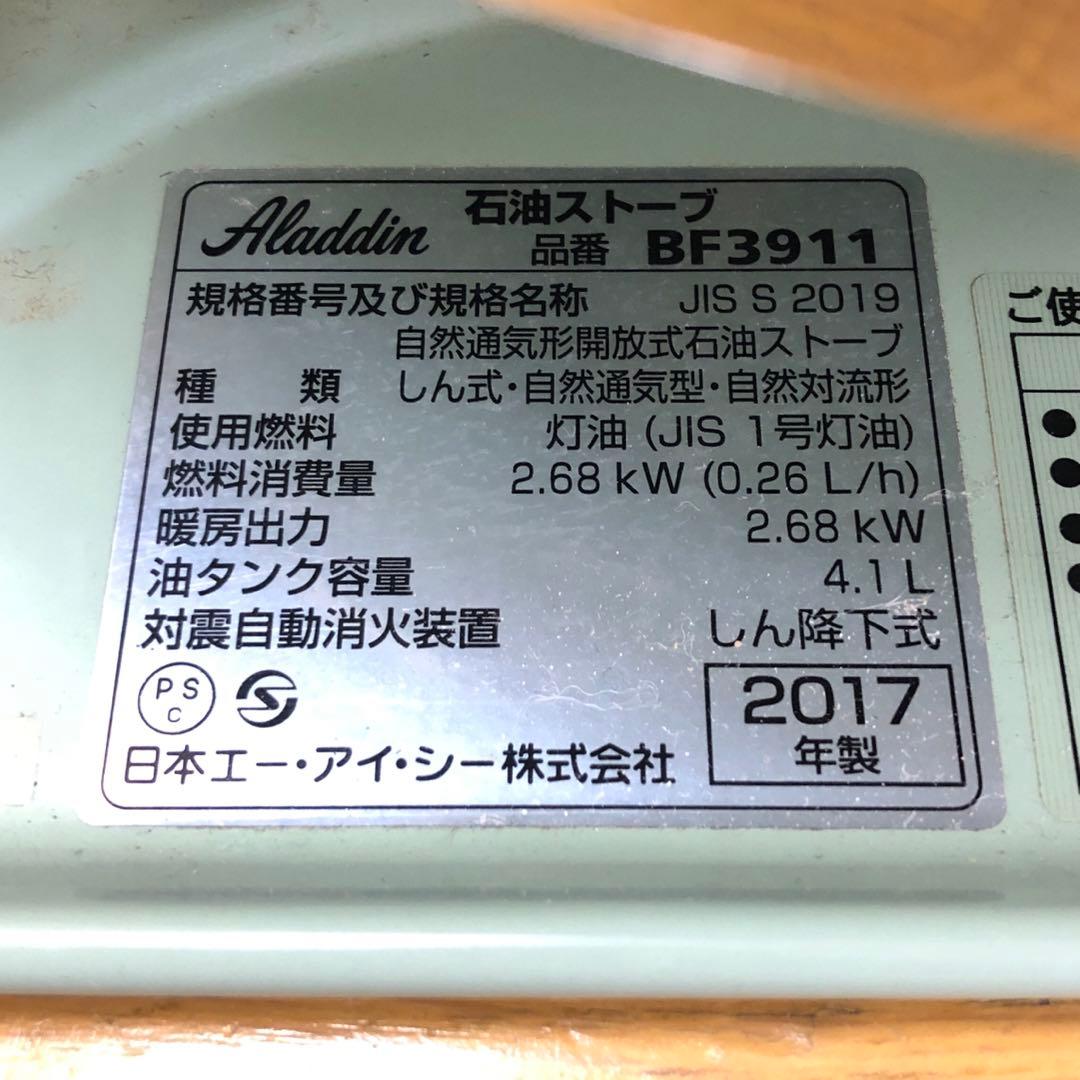 Aladdin 石油ストーブ
品番 BF3911
規格番号及び規格名称 JIS S 2019
自然通気形開放式石油ストーブ
種 類 しん式・自然通気型・自然対流形
使用燃料 灯油 (JIS 1号灯油)
燃料消費量 2.68 kW (0.26 L/h)
暖房出力 2.68 kW
油タンク容量 4.1 L
対震自動消火装置 しん降下式
PS C
2017
年製
日本エー・アイ・シー株式会社
ご使